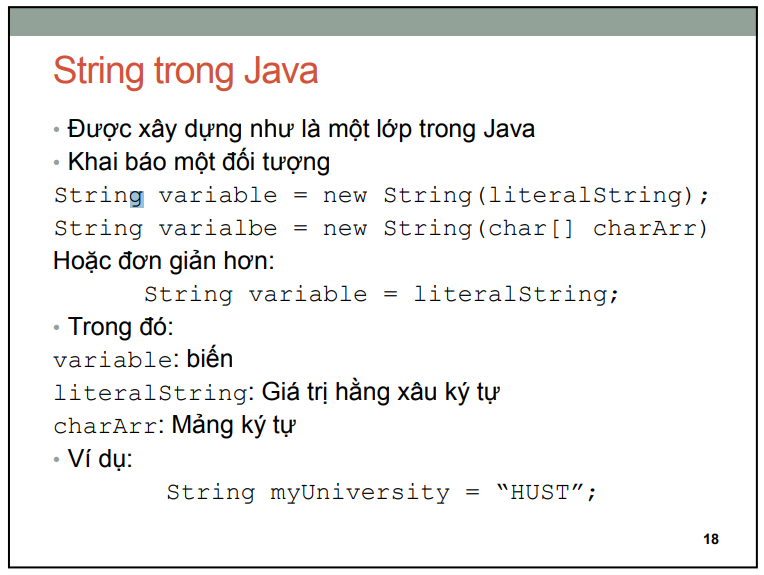 String trong Java
• Được xây dựng như là một lớp trong Java
• Khai báo một đối tượng
String variable = new String(literalString);
String varialbe = new String(char[] charArr)
Hoặc đơn giản hơn:
String variable = literalString;
• Trong đó:
variable: biến
literalString: Giá trị hằng xâu ký tự
charArr: Mảng ký tự
• Ví dụ:
String myUniversity = “HUST”;
18